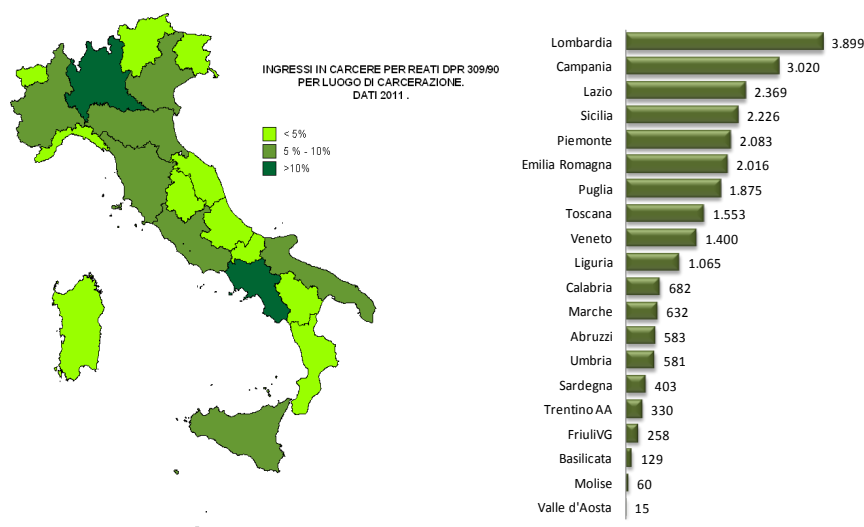 INGRESSI IN CARCERE PER REATI DPR 309/90
PER LUOGO DI CARCERAZIONE.
DATI 2011 .
< 5%
5 % - 10%
>10%
Lombardia 3.899
Campania 3.020
Lazio 2.369
Sicilia 2.226
Piemonte 2.083
Emilia Romagna 2.016
Puglia 1.875
Toscana 1.553
Veneto 1.400
Liguria 1.065
Calabria 682
Marche 632
Abruzzi 583
Umbria 581
Sardegna 403
Trentino AA 330
FriuliVG 258
Basilicata 129
Molise 60
Valle d'Aosta 15